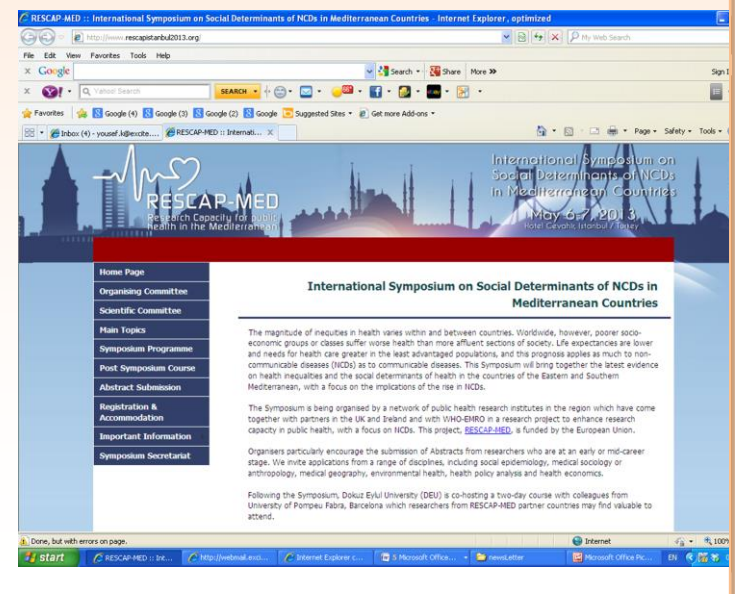 RESCAP-MED :: International Symposium on Social Determinants of NCDs in Mediterranean Countries - Internet Explorer, optimized
http://www.rescapistanbul2013.org/
My Web Search
File Edit View Favorites Tools Help
x Google Search Share More »
Sign I
x Y! Yahoo! Search SEARCH
Favorites Google (4) Google (3) Google (2) Google Suggested Sites Get more Add-ons
Inbox (4) - yousef.k@excite.... RESCAP-MED :: Internati... X
Page Safety Tools
RESCAP-MED
Research Capacity for public
health in the Mediterranean
International Symposium on
Social Determinants of NCDs
in Mediterranean Countries
May 6-7, 2013
Hotel Cevahir, Istanbul / Turkey
Home Page
Organising Committee
Scientific Committee
Main Topics
Symposium Programme
Post Symposium Course
Abstract Submission
Registration &
Accommodation
Important Information
Symposium Secretariat
International Symposium on Social Determinants of NCDs in
Mediterranean Countries
The magnitude of inequities in health varies within and between countries. Worldwide, however, poorer socio-
economic groups or classes suffer worse health than more affluent sections of society. Life expectancies are lower
and needs for health care greater in the least advantaged populations, and this prognosis applies as much to non-
communicable diseases (NCDs) as to communicable diseases. This Symposium will bring together the latest evidence
on health inequalities and the social determinants of health in the countries of the Eastern and Southern
Mediterranean, with a focus on the implications of the rise in NCDs.
The Symposium is being organised by a network of public health research institutes in the region which have come
together with partners in the UK and Ireland and with WHO-EMRO in a research project to enhance research
capacity in public health, with a focus on NCDs. This project, RESCAP-MED, is funded by the European Union.
Organisers particularly encourage the submission of Abstracts from researchers who are at an early or mid-career
stage. We invite applications from a range of disciplines, including social epidemiology, medical sociology or
anthropology, medical geography, environmental health, health policy analysis and health economics.
Following the Symposium, Dokuz Eylul University (DEU) is co-hosting a two-day course with colleagues from
University of Pompeu Fabra, Barcelona which researchers from RESCAP-MED partner countries may find valuable to
attend.
Done, but with errors on page.
Internet
100%
start
RESCAP-MED :: Int...
http://webmail.exci...
Internet Explorer c...
5 Microsoft Office...
newsLetter
Microsoft Office Pic...
EN